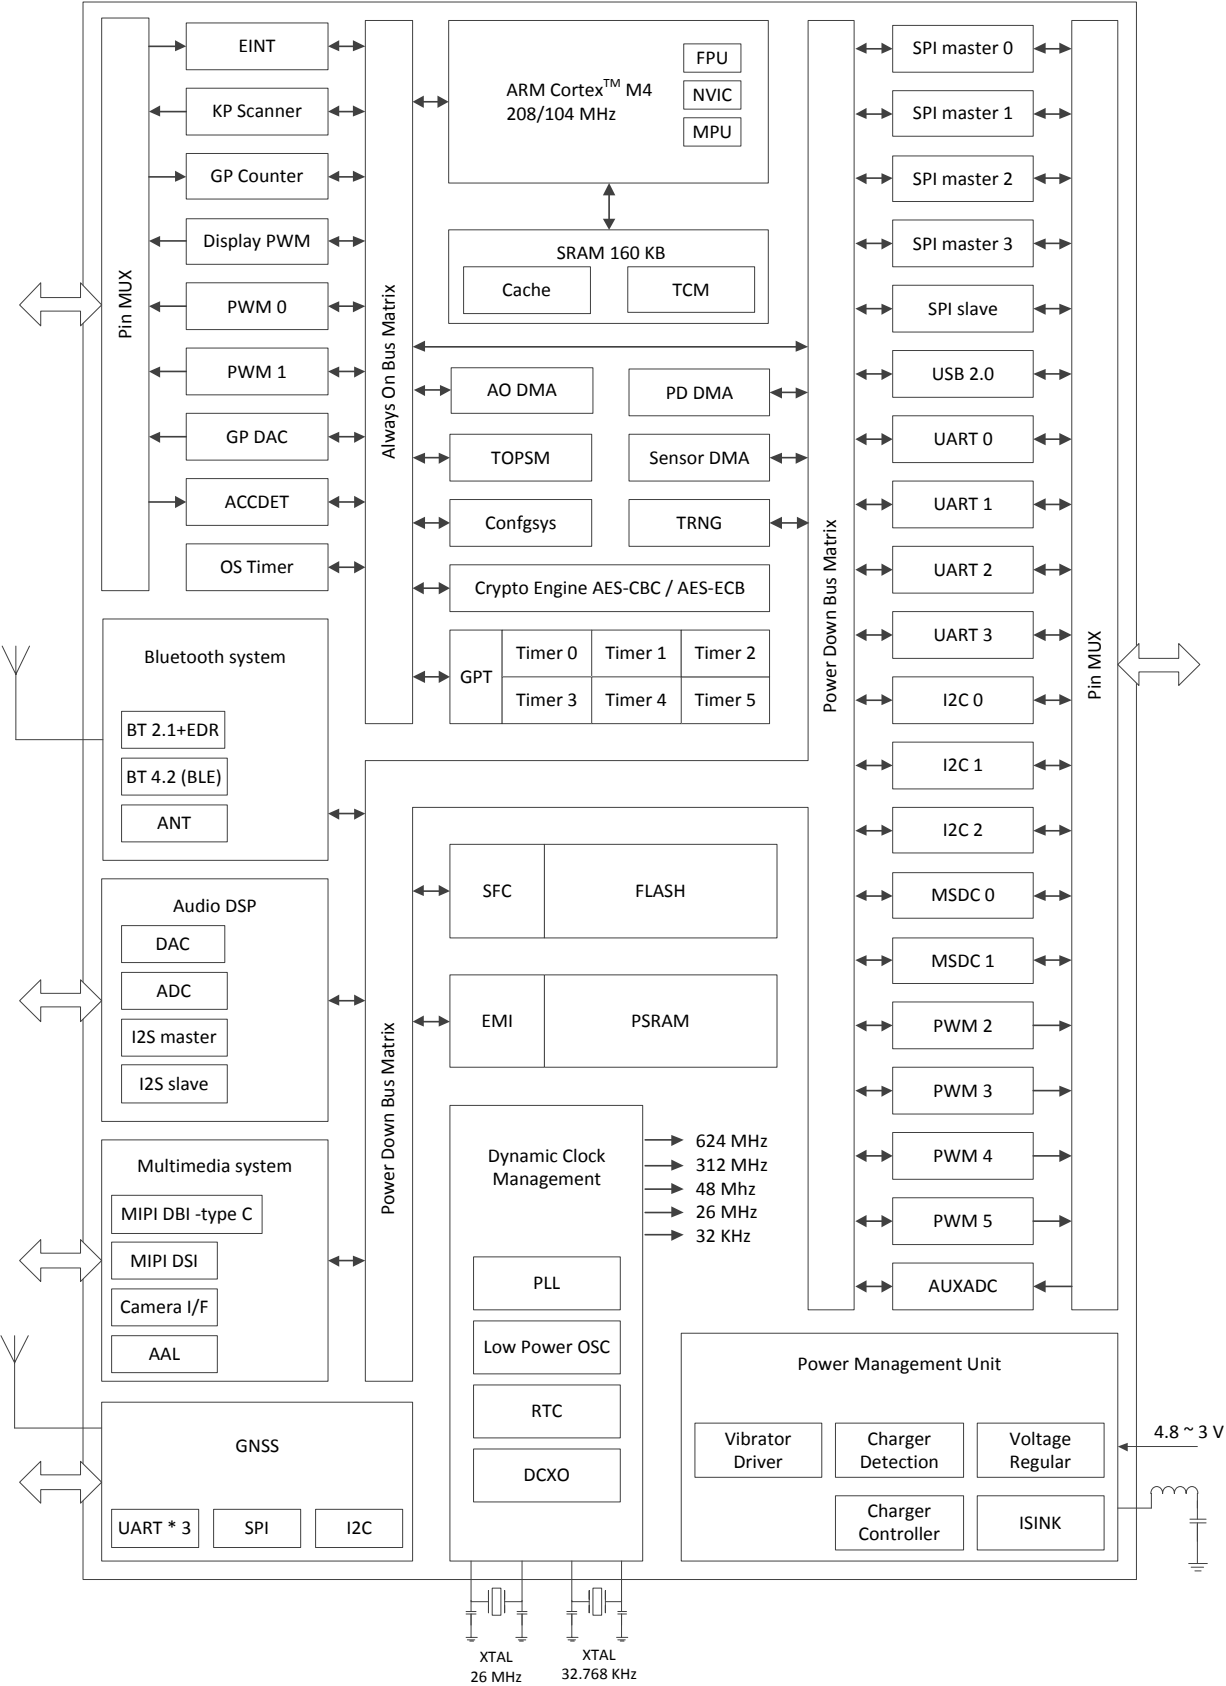 Pin MUX
EINT
KP Scanner
GP Counter
Display PWM
PWM 0
PWM 1
GP DAC
ACCDET
OS Timer
Always On Bus Matrix
ARM Cortex™ M4
208/104 MHz
FPU
NVIC
MPU
SRAM 160 KB
Cache
TCM
AO DMA
PD DMA
TOPSM
Sensor DMA
Confgsys
TRNG
Crypto Engine AES-CBC / AES-ECB
GPT
Timer 0
Timer 1
Timer 2
Timer 3
Timer 4
Timer 5
Power Down Bus Matrix
SPI master 0
SPI master 1
SPI master 2
SPI master 3
SPI slave
USB 2.0
UART 0
UART 1
UART 2
UART 3
I2C 0
I2C 1
I2C 2
MSDC 0
MSDC 1
PWM 2
PWM 3
PWM 4
PWM 5
AUXADC
Pin MUX
Bluetooth system
BT 2.1+EDR
BT 4.2 (BLE)
ANT
Audio DSP
DAC
ADC
I2S master
I2S slave
Multimedia system
MIPI DBI -type C
MIPI DSI
Camera I/F
AAL
GNSS
UART * 3
SPI
I2C
Power Down Bus Matrix
SFC
FLASH
EMI
PSRAM
Dynamic Clock
Management
PLL
Low Power OSC
RTC
DCXO
624 MHz
312 MHz
48 Mhz
26 MHz
32 KHz
Power Management Unit
Vibrator
Driver
Charger
Detection
Voltage
Regular
Charger
Controller
ISINK
4.8 ~ 3 V
XTAL
26 MHz
XTAL
32.768 KHz